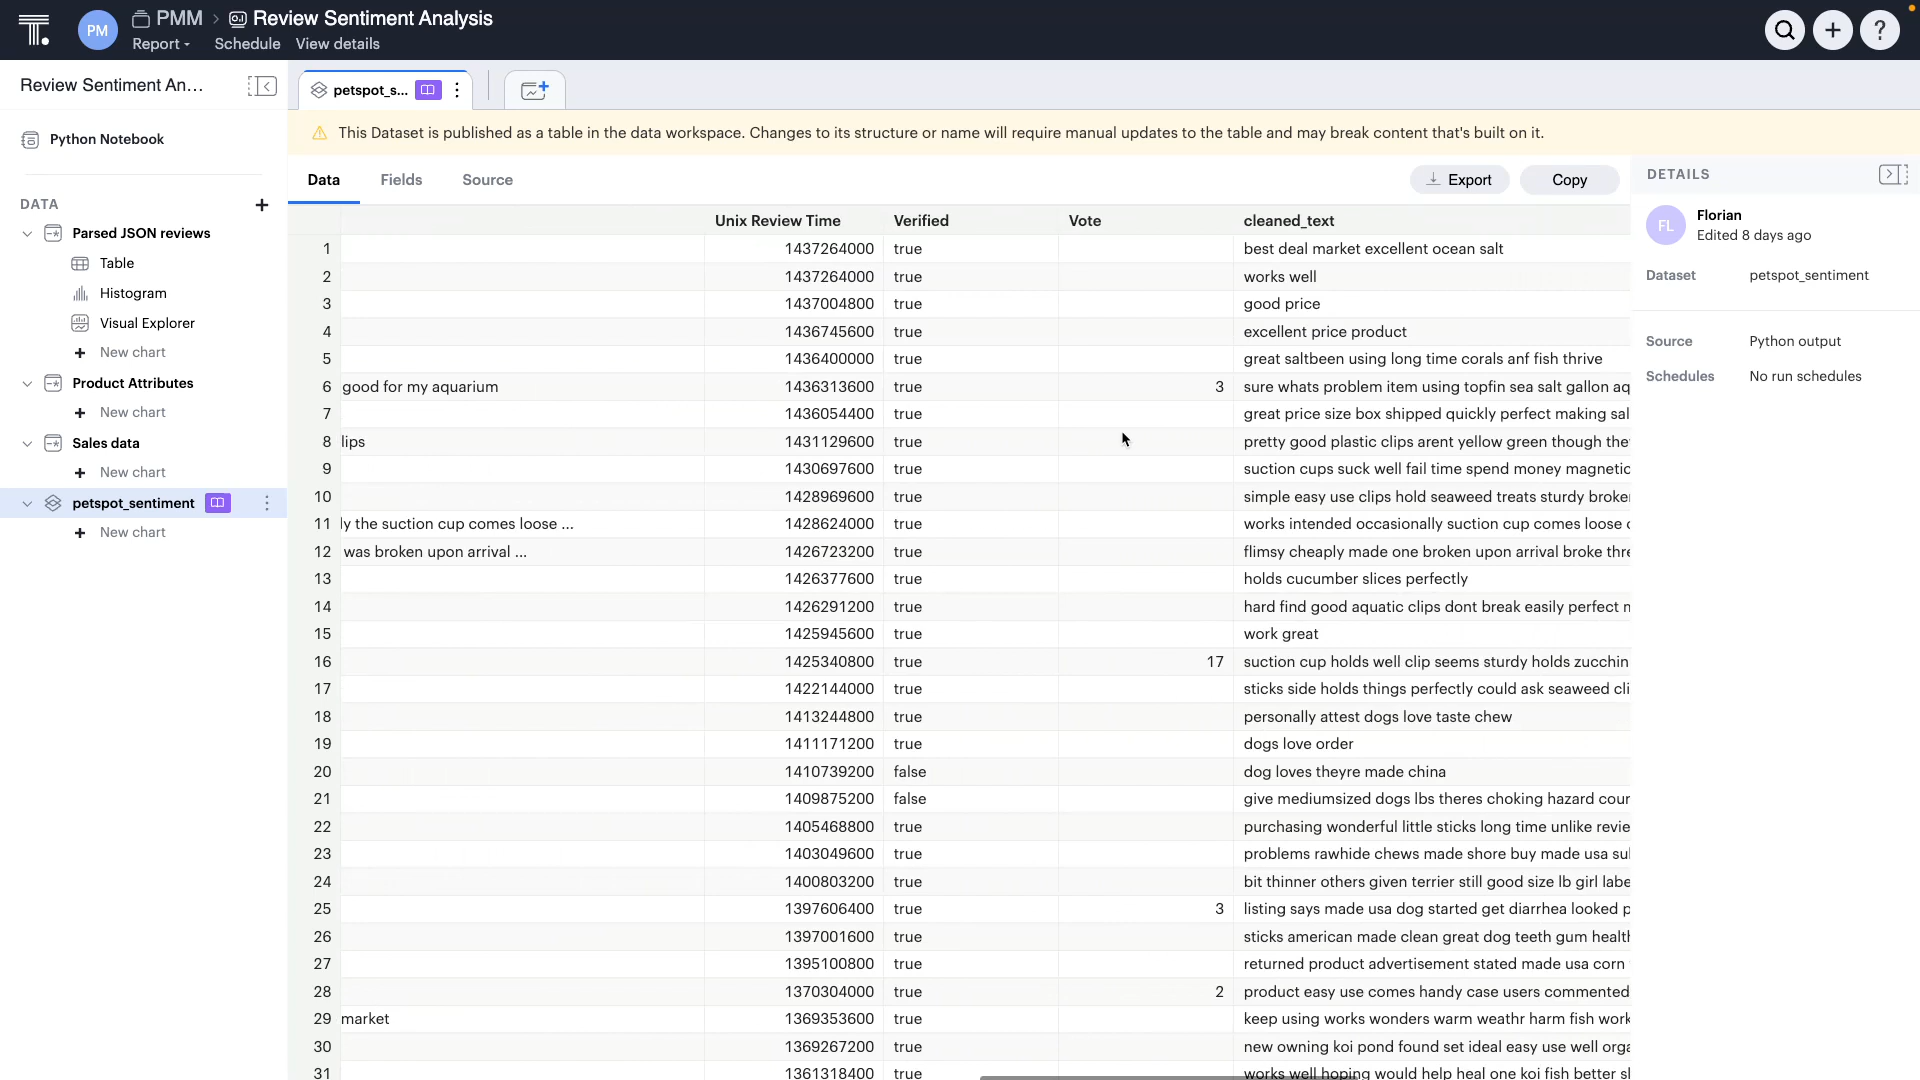 PM
PMM
Review Sentiment Analysis
Report
Schedule
View details
Review Sentiment An...
Python Notebook
DATA
Parsed JSON reviews
Table
Histogram
Visual Explorer
New chart
Product Attributes
New chart
Sales data
New chart
petspot_sentiment
New chart
petspot_s...
This Dataset is published as a table in the data workspace. Changes to its structure or name will require manual updates to the table and may break content that's built on it.
Data Fields Source
Export Copy
Unix Review Time Verified Vote cleaned_text
1 1437264000 true best deal market excellent ocean salt
2 1437264000 true works well
3 1437004800 true good price
4 1436745600 true excellent price product
5 1436400000 true great saltbeen using long time corals anf fish thrive
6 good for my aquarium 1436313600 true 3 sure whats problem item using topfin sea salt gallon aq
7 1436054400 true great price size box shipped quickly perfect making sal
8 lips 1431129600 true pretty good plastic clips arent yellow green though the
9 1430697600 true suction cups suck well fail time spend money magnetic
10 1428969600 true simple easy use clips hold seaweed treats sturdy broke
11 ly the suction cup comes loose ... 1428624000 true works intended occasionally suction cup comes loose
12 was broken upon arrival ... 1426723200 true flimsy cheaply made one broken upon arrival broke thre
13 1426377600 true holds cucumber slices perfectly
14 1426291200 true hard find good aquatic clips dont break easily perfect
15 1425945600 true work great
16 1425340800 true 17 suction cup holds well clip seems sturdy holds zucchin
17 1422144000 true sticks side holds things perfectly could ask seaweed cli
18 1413244800 true personally attest dogs love taste chew
19 1411171200 true dogs love order
20 1410739200 false dog loves theyre made china
21 1409875200 false give mediumsized dogs lbs theres choking hazard cour
22 1405468800 true purchasing wonderful little sticks long time unlike revie
23 1403049600 true problems rawhide chews made shore buy made usa sul
24 1400803200 true bit thinner others given terrier still good size lb girl labe
25 1397606400 true 3 listing says made usa dog started get diarrhea looked p
26 1397001600 true sticks american made clean great dog teeth gum healt
27 1395100800 true returned product advertisement stated made usa corn
28 1370304000 true 2 product easy use comes handy case users commented
29 market 1369353600 true keep using works wonders warm weathr harm fish work
30 1369267200 true new owning koi pond found set ideal easy use well orga
31 1361318400 true works well hoping would help heal one koi fish better sl
DETAILS
FL
Florian
Edited 8 days ago
Dataset petspot_sentiment
Source Python output
Schedules No run schedules